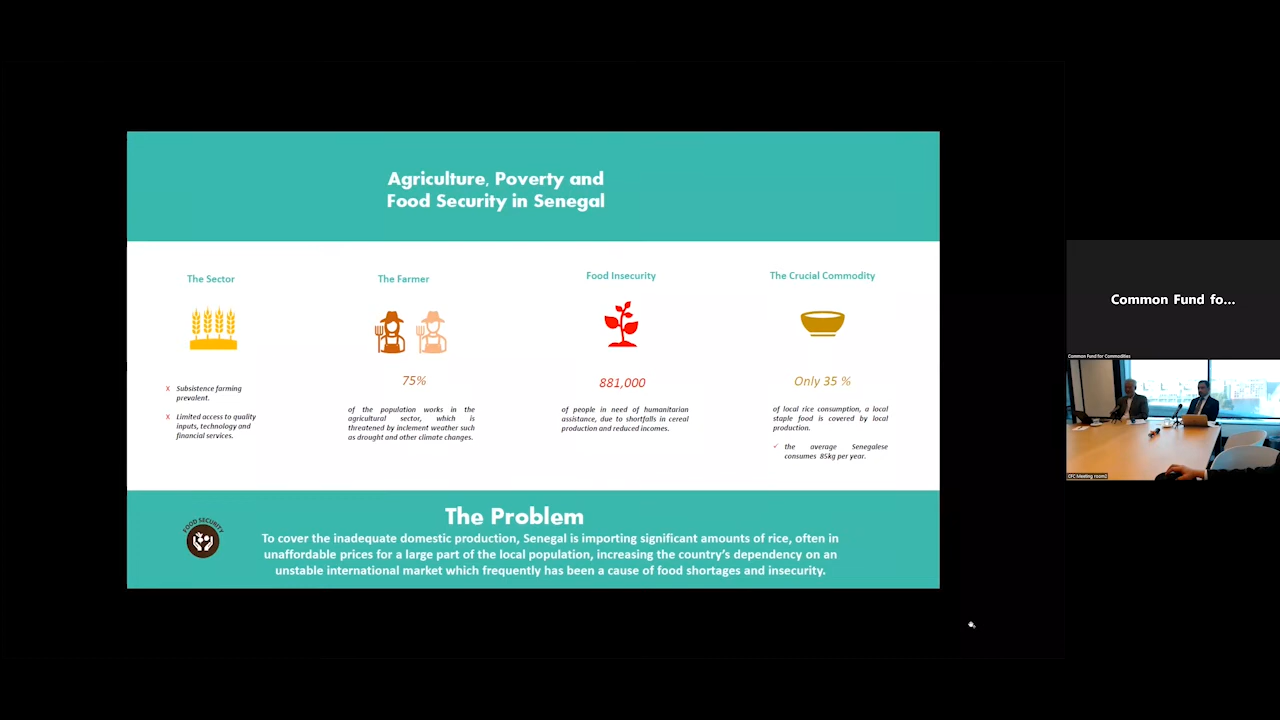 Agriculture, Poverty and
Food Security in Senegal
The Sector
X Subsistence farming
prevalent.
X Limited access to quality
inputs, technology and
financial services.
The Farmer
75%
of the population works in the
agricultural sector, which is
threatened by inclement weather such
as drought and other climate changes.
Food Insecurity
881,000
of people in need of humanitarian
assistance, due to shortfalls in cereal
production and reduced incomes.
The Crucial Commodity
Only 35 %
of local rice consumption, a local
staple food is covered by local
production.
✓ the average Senegalese
consumes 85kg per year.
FOOD SECURITY
The Problem
To cover the inadequate domestic production, Senegal is importing significant amounts of rice, often in
unaffordable prices for a large part of the local population, increasing the country's dependency on an
unstable international market which frequently has been a cause of food shortages and insecurity.
Common Fund fo...
Common Fund for Commodities
CFC Meeting room2